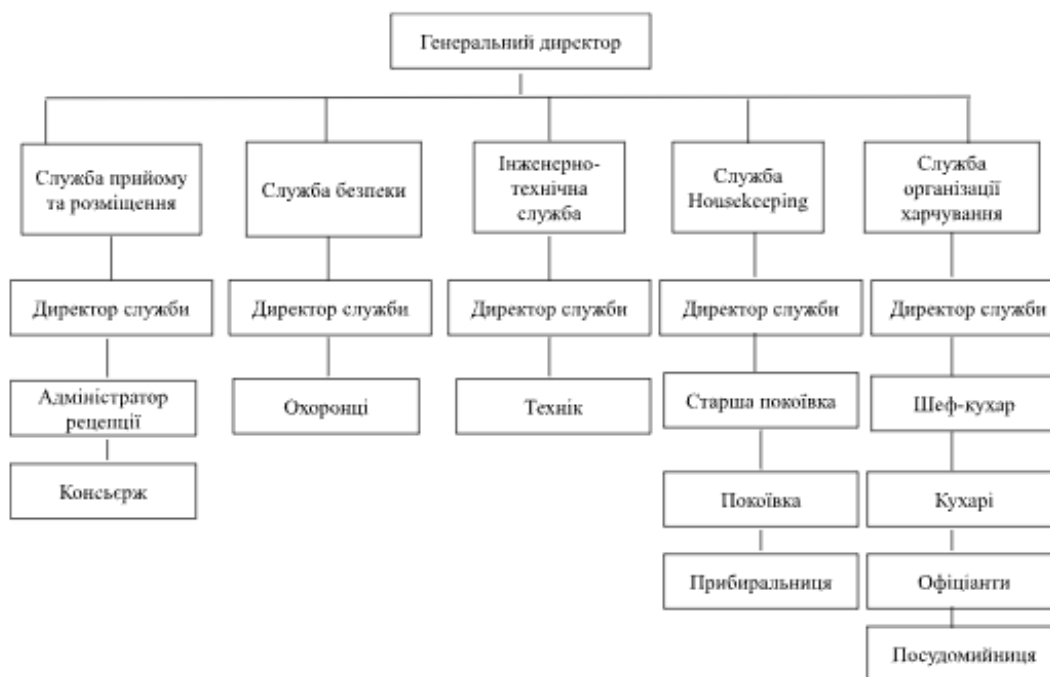 Генеральний директор
Служба прийому
та розміщення
Служба безпеки
Інженерно-
технічна
служба
Служба
Housekeeping
Служба
організації
харчування
Директор служби
Директор служби
Директор служби
Директор служби
Директор служби
Адміністратор
рецепції
Охоронці
Технік
Старша покоївка
Шеф-кухар
Консьєрж
Покоївка
Кухарі
Прибиральниця
Офіціанти
Посудомийниця